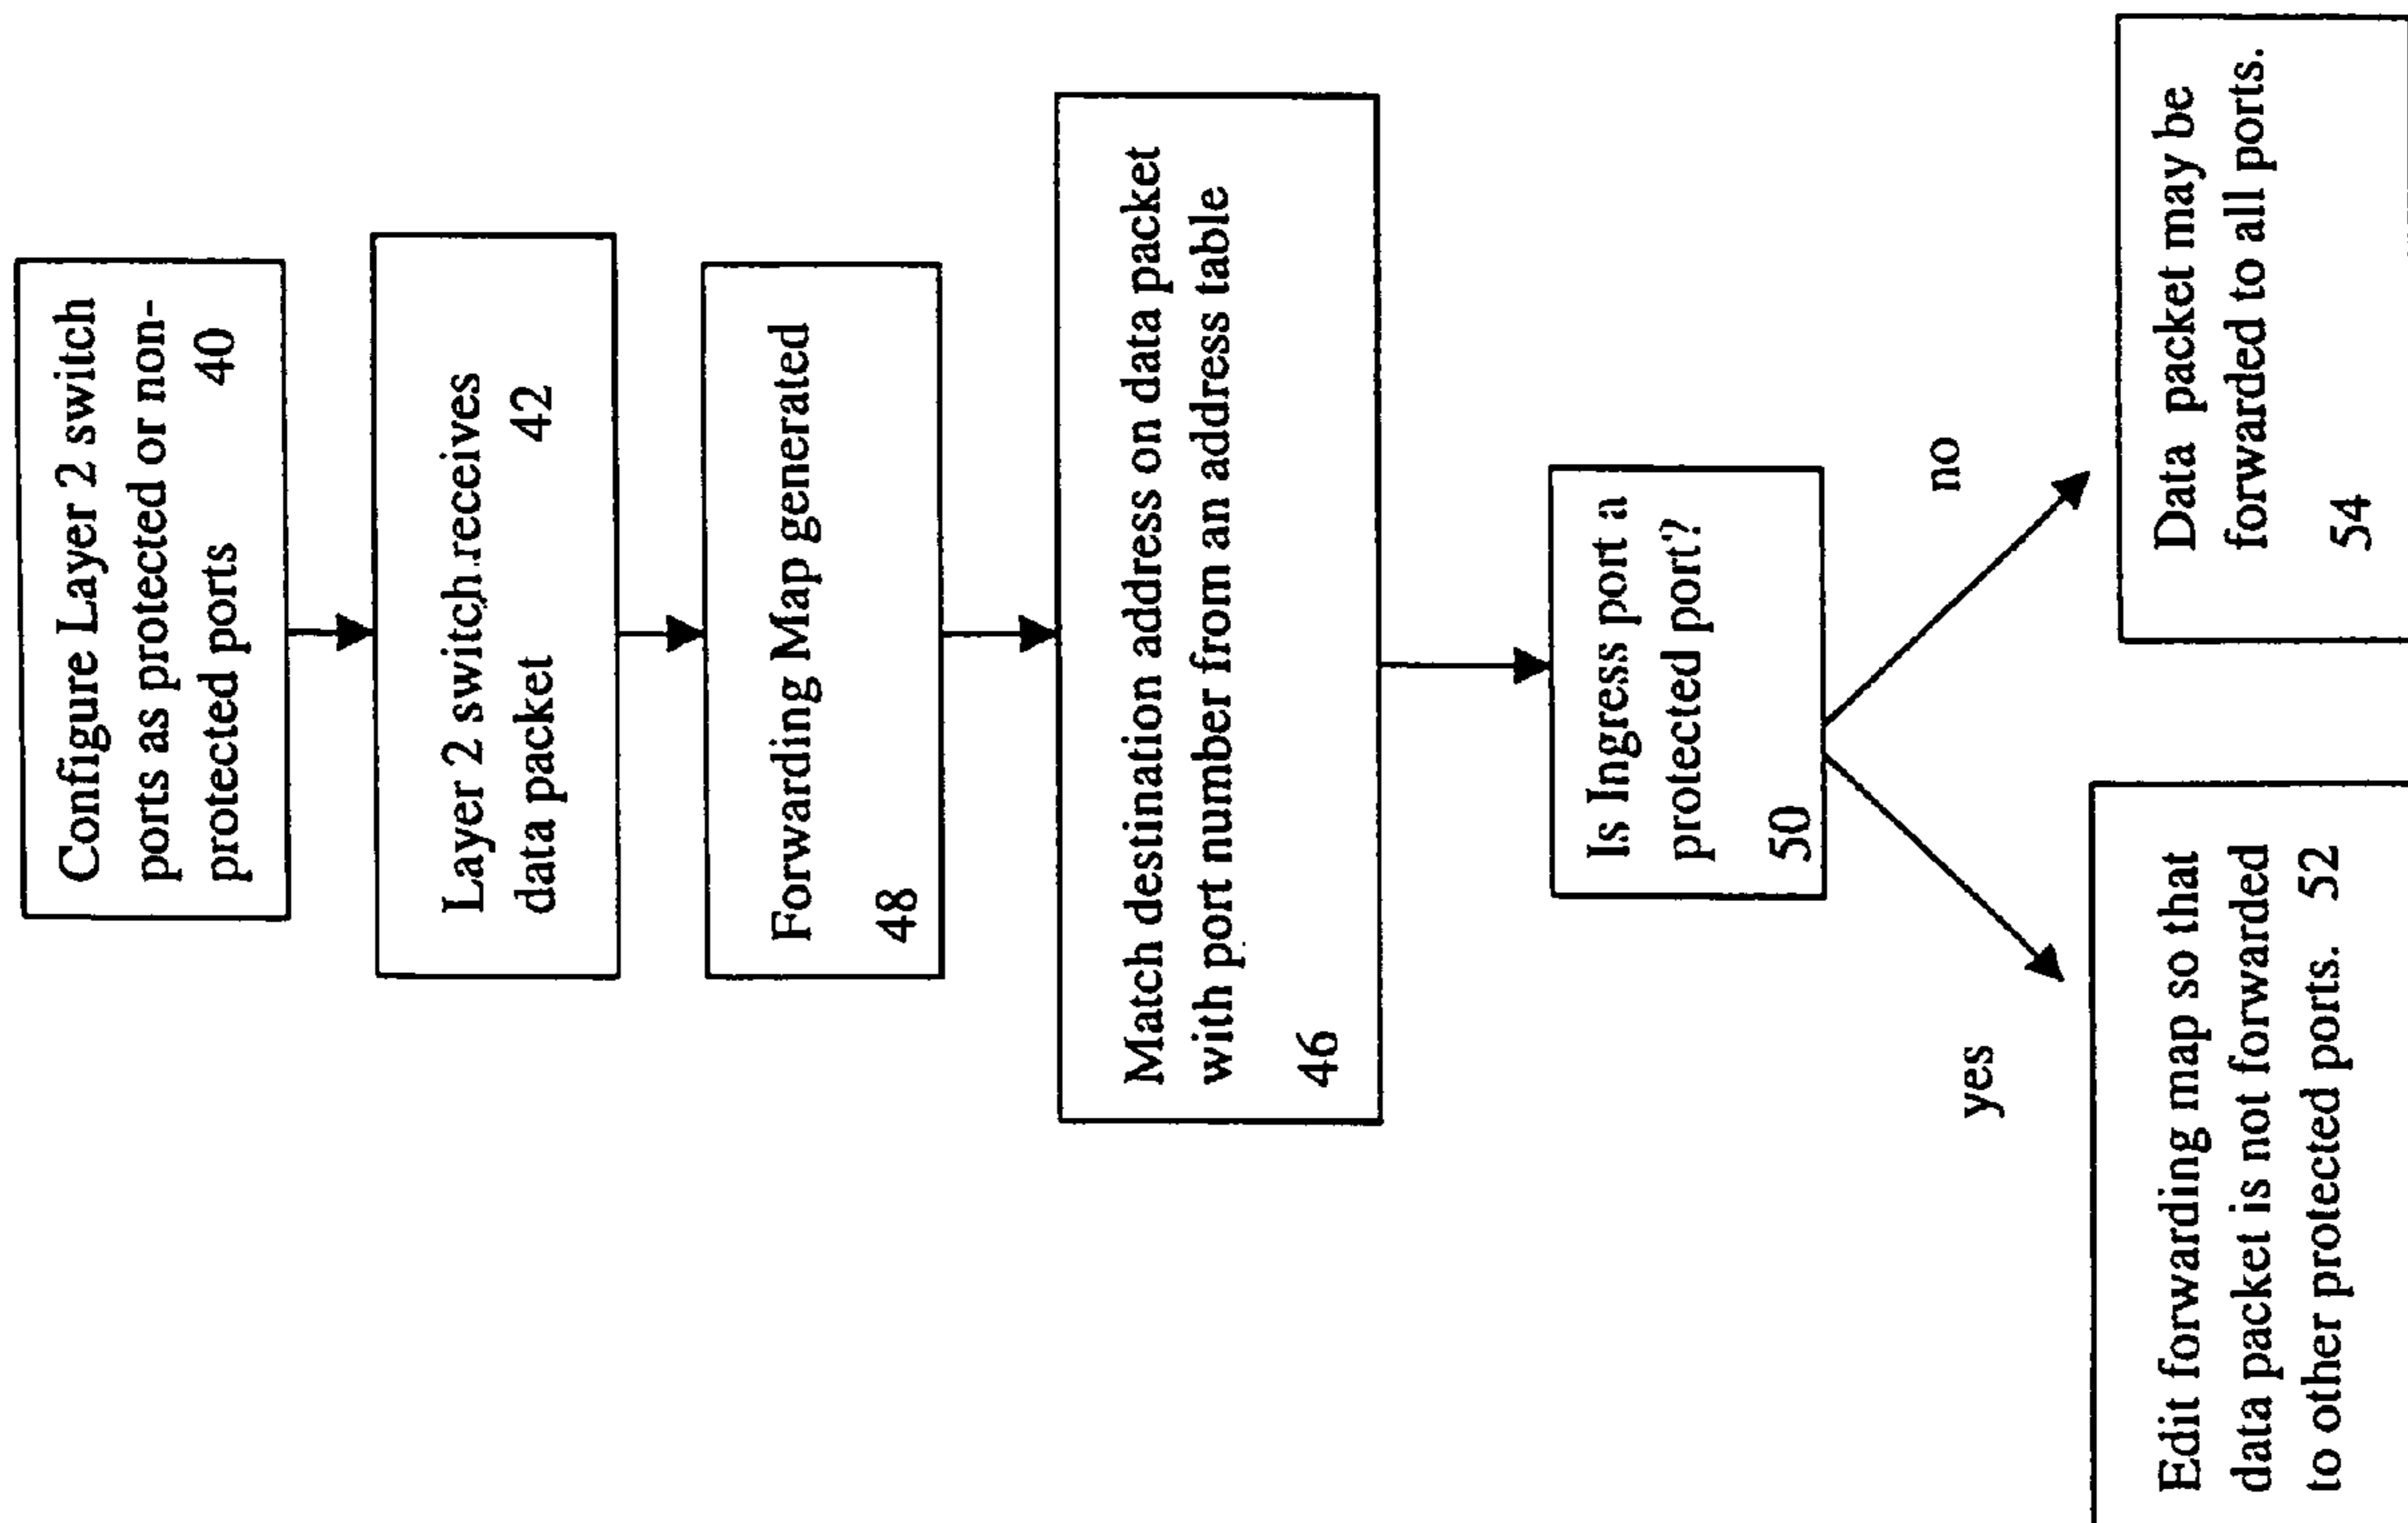 Configure Layer 2 switch
ports as protected or non-
protected ports 40
Layer 2 switch receives
data packet 42
Forwarding Map generated
48
Match destination address on data packet
with port number from an address table
46
Is Ingress port a
protected port?
50
yes
no
Edit forwarding map so that
data packet is not forwarded
to other protected ports. 52
Data packet may be
forwarded to all ports.
54